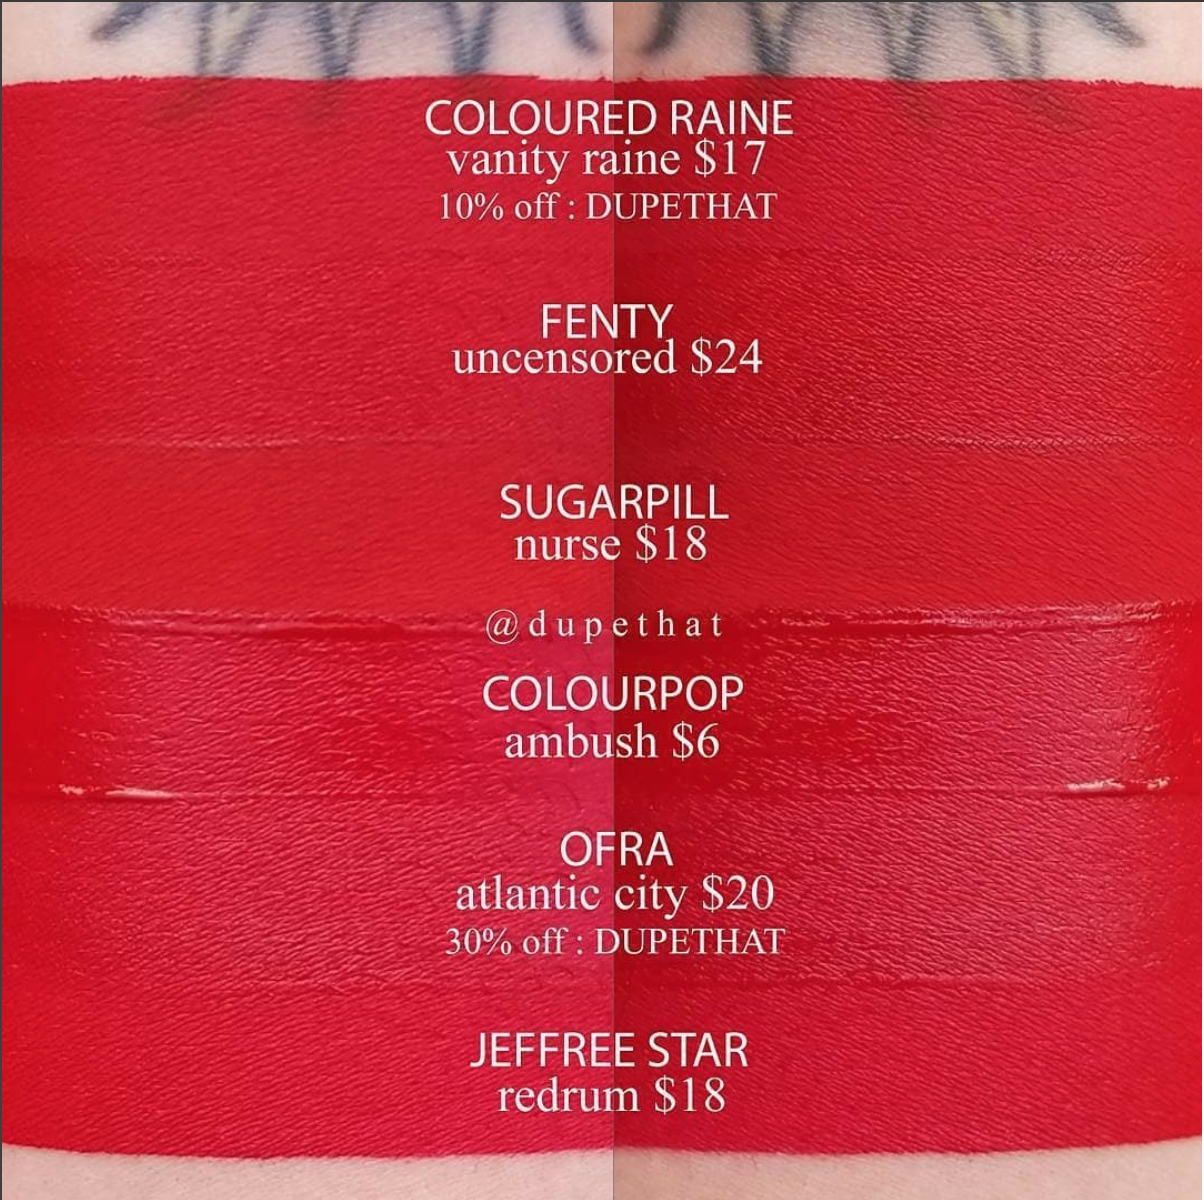 COLOURED RAINE
vanity raine $17
10% off : DUPETHAT
FENTY
uncensored $24
SUGARPILL
nurse $18
@dupethat
COLOURPOP
ambush $6
OFRA
atlantic city $20
30% off : DUPETHAT
JEFFREE STAR
redrum $18